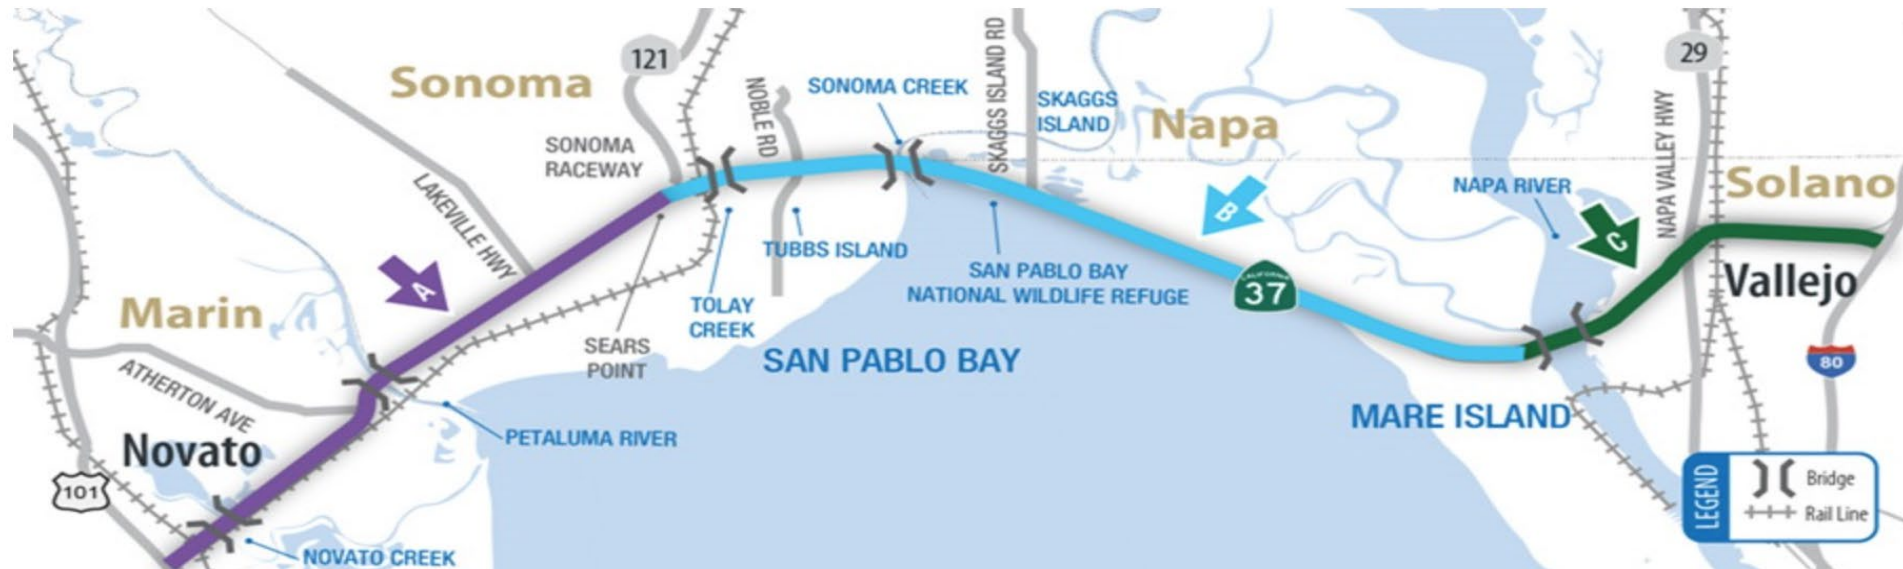 121
29
Sonoma
SONOMA CREEK
NOBLE RD
SKAGGS ISLAND RD
SKAGGS
ISLAND
Napa
NAPA VALLEY HWY
SONOMA
RACEWAY
LAKEVILLE HWY
NAPA RIVER
Solano
B
C
TUBBS ISLAND
SAN PABLO BAY
NATIONAL WILDLIFE REFUGE
CALIFORNIA
37
Vallejo
A
Marin
TOLAY
CREEK
SEARS
POINT
SAN PABLO BAY
80
ATHERTON AVE
MARE ISLAND
Novato
PETALUMA RIVER
101
NOVATO CREEK
LEGEND
Bridge
Rail Line